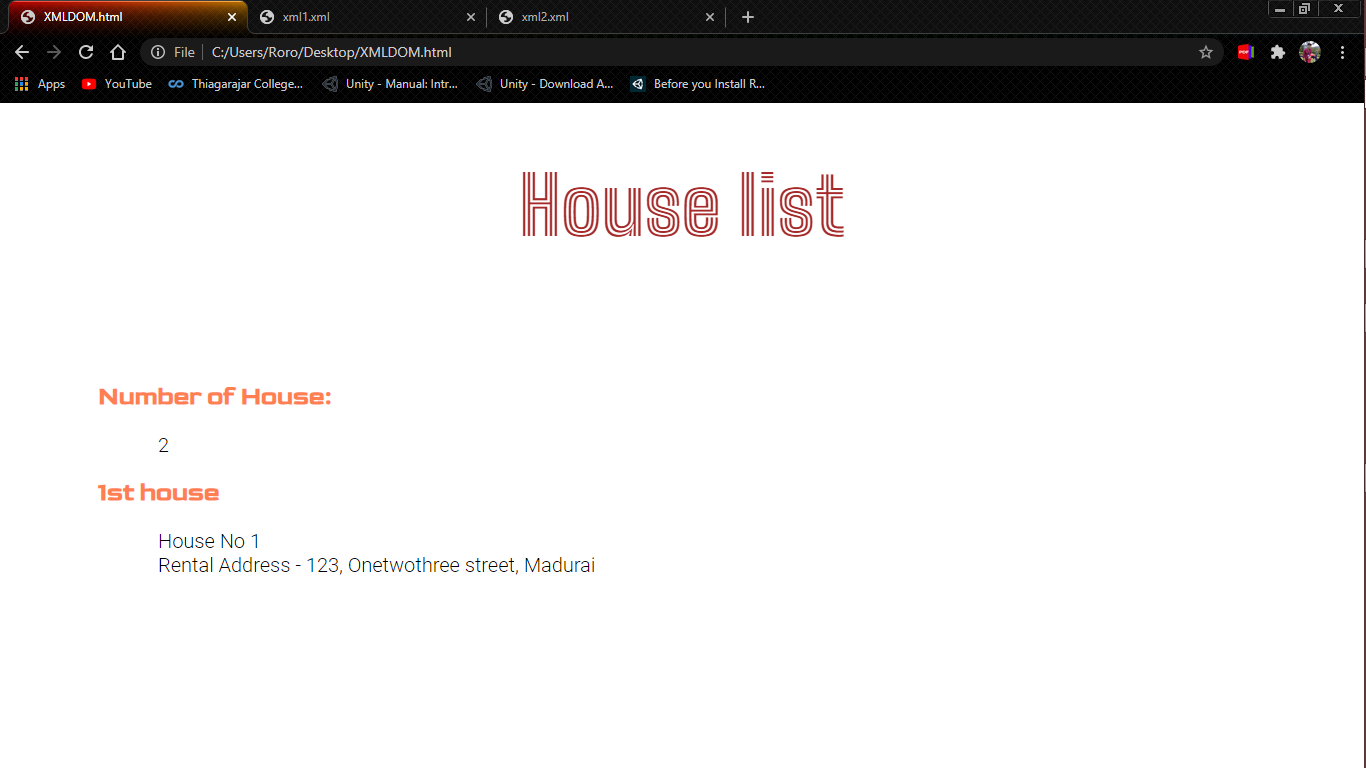 XMLDOM.html
xml1.xml
xml2.xml
File C:/Users/Roro/Desktop/XMLDOM.html
PDF
Apps YouTube Thiagarajar College... Unity - Manual: Intr... Unity - Download A... Before you Install R...
House list
Number of House:
2
1st house
House No 1
Rental Address - 123, Onetwothree street, Madurai